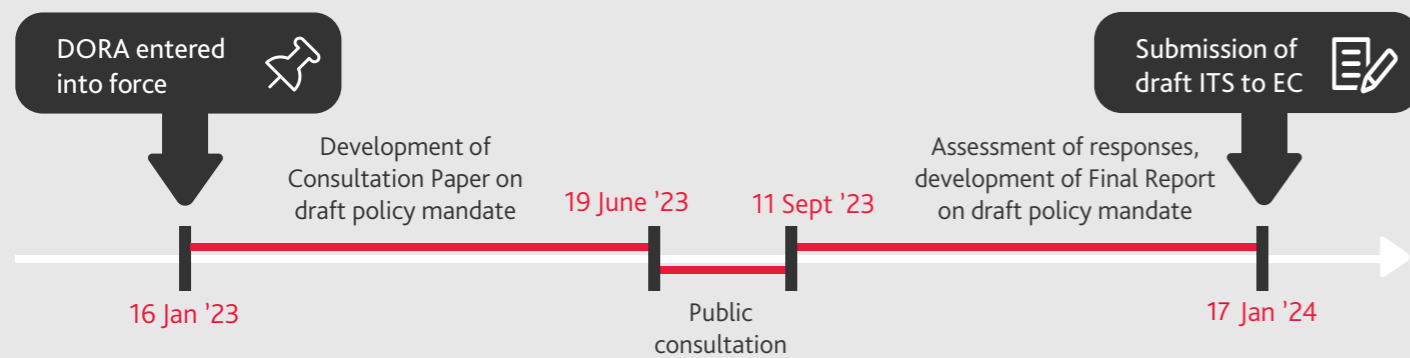 DORA entered
into force
Submission of
draft ITS to EC
Development of
Consultation Paper on
draft policy mandate
Assessment of responses,
development of Final Report
on draft policy mandate
19 June ’23
11 Sept ’23
16 Jan ’23
Public
consultation
17 Jan ’24